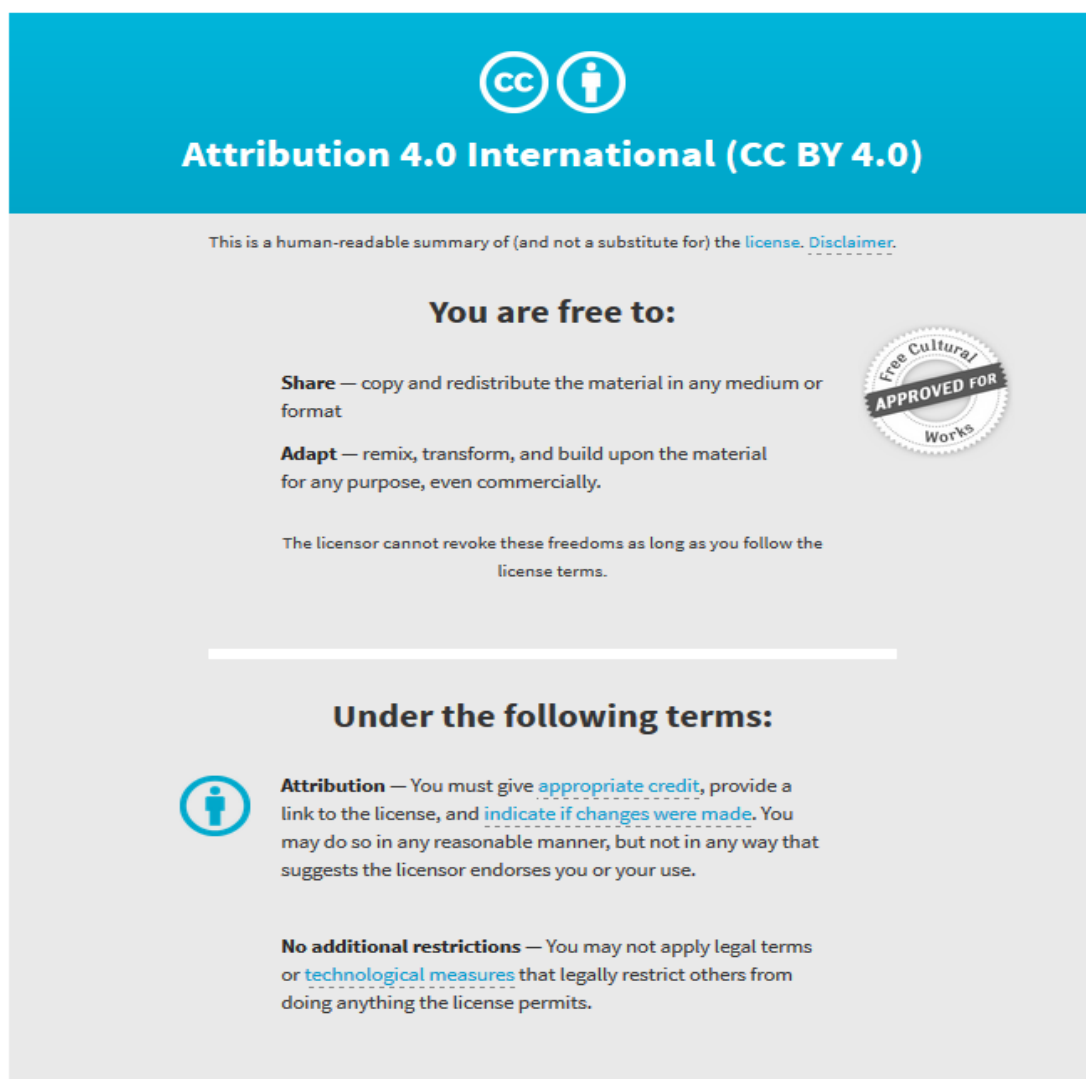 cc
Attribution 4.0 International (CC BY 4.0)
This is a human-readable summary of (and not a substitute for) the license. Disclaimer.
You are free to:
Share — copy and redistribute the material in any medium or
format
Adapt — remix, transform, and build upon the material
for any purpose, even commercially.
Free Cultural
APPROVED FOR
Works
The licensor cannot revoke these freedoms as long as you follow the
license terms.
Under the following terms:
Attribution — You must give appropriate credit, provide a
link to the license, and indicate if changes were made. You
may do so in any reasonable manner, but not in any way that
suggests the licensor endorses you or your use.
No additional restrictions — You may not apply legal terms
or technological measures that legally restrict others from
doing anything the license permits.